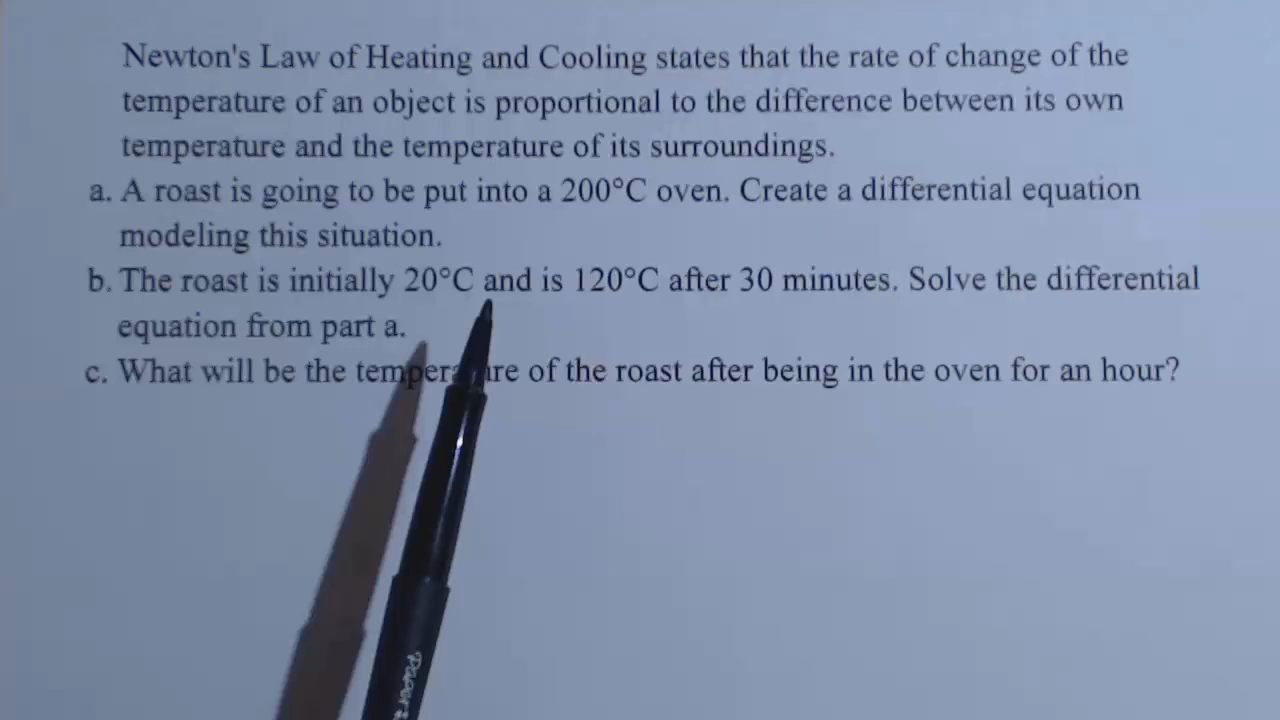 Newton's Law of Heating and Cooling states that the rate of change of the
temperature of an object is proportional to the difference between its own
temperature and the temperature of its surroundings.
a. A roast is going to be put into a 200°C oven. Create a differential equation
modeling this situation.
b. The roast is initially 20°C and is 120°C after 30 minutes. Solve the differential
equation from part a.
c. What will be the temperature of the roast after being in the oven for an hour?